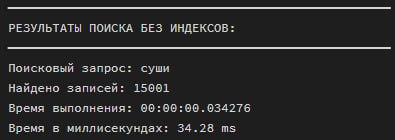 РЕЗУЛЬТАТЫ ПОИСКА БЕЗ ИНДЕКСОВ:
Поисковый запрос: суши
Найдено записей: 15001
Время выполнения: 00:00:00.034276
Время в миллисекундах: 34.28 ms